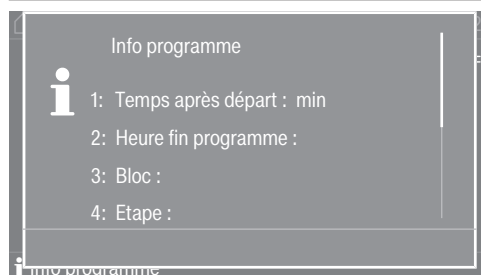 Info programme
1: Temps après départ : min
2: Heure fin programme :
3: Bloc :
4: Etape :
Info programme